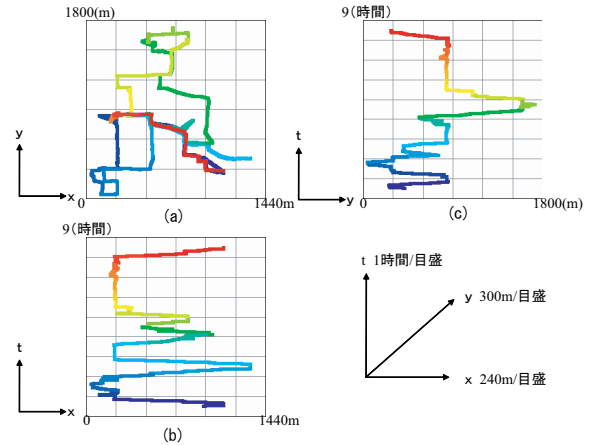 1800(m)
y
x
0
1440m
(a)
9(時間)
t
y
0
1800(m)
(c)
9(時間)
t
x
0
1440m
(b)
t 1時間/目盛
y 300m/目盛
x 240m/目盛